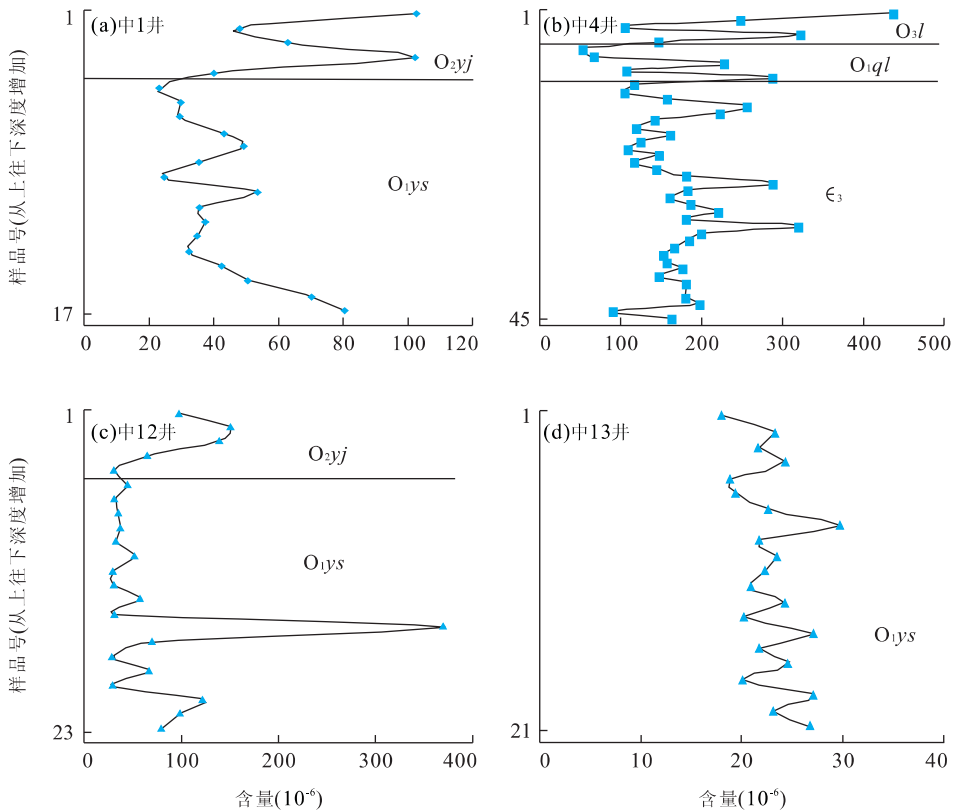 (a)中1井
1
17
O₂yj
O₁ys
0 20 40 60 80 100 120
样品号(从上往下深度增加)
(b)中4井
1
45
O₃l
O₁ql
ϵ₃
0 100 200 300 400 500
(c)中12井
1
23
O₂yj
O₁ys
0 100 200 300 400
样品号(从上往下深度增加)
含量(10⁻⁶)
(d)中13井
1
21
O₁ys
0 10 20 30 40
含量(10⁻⁶)